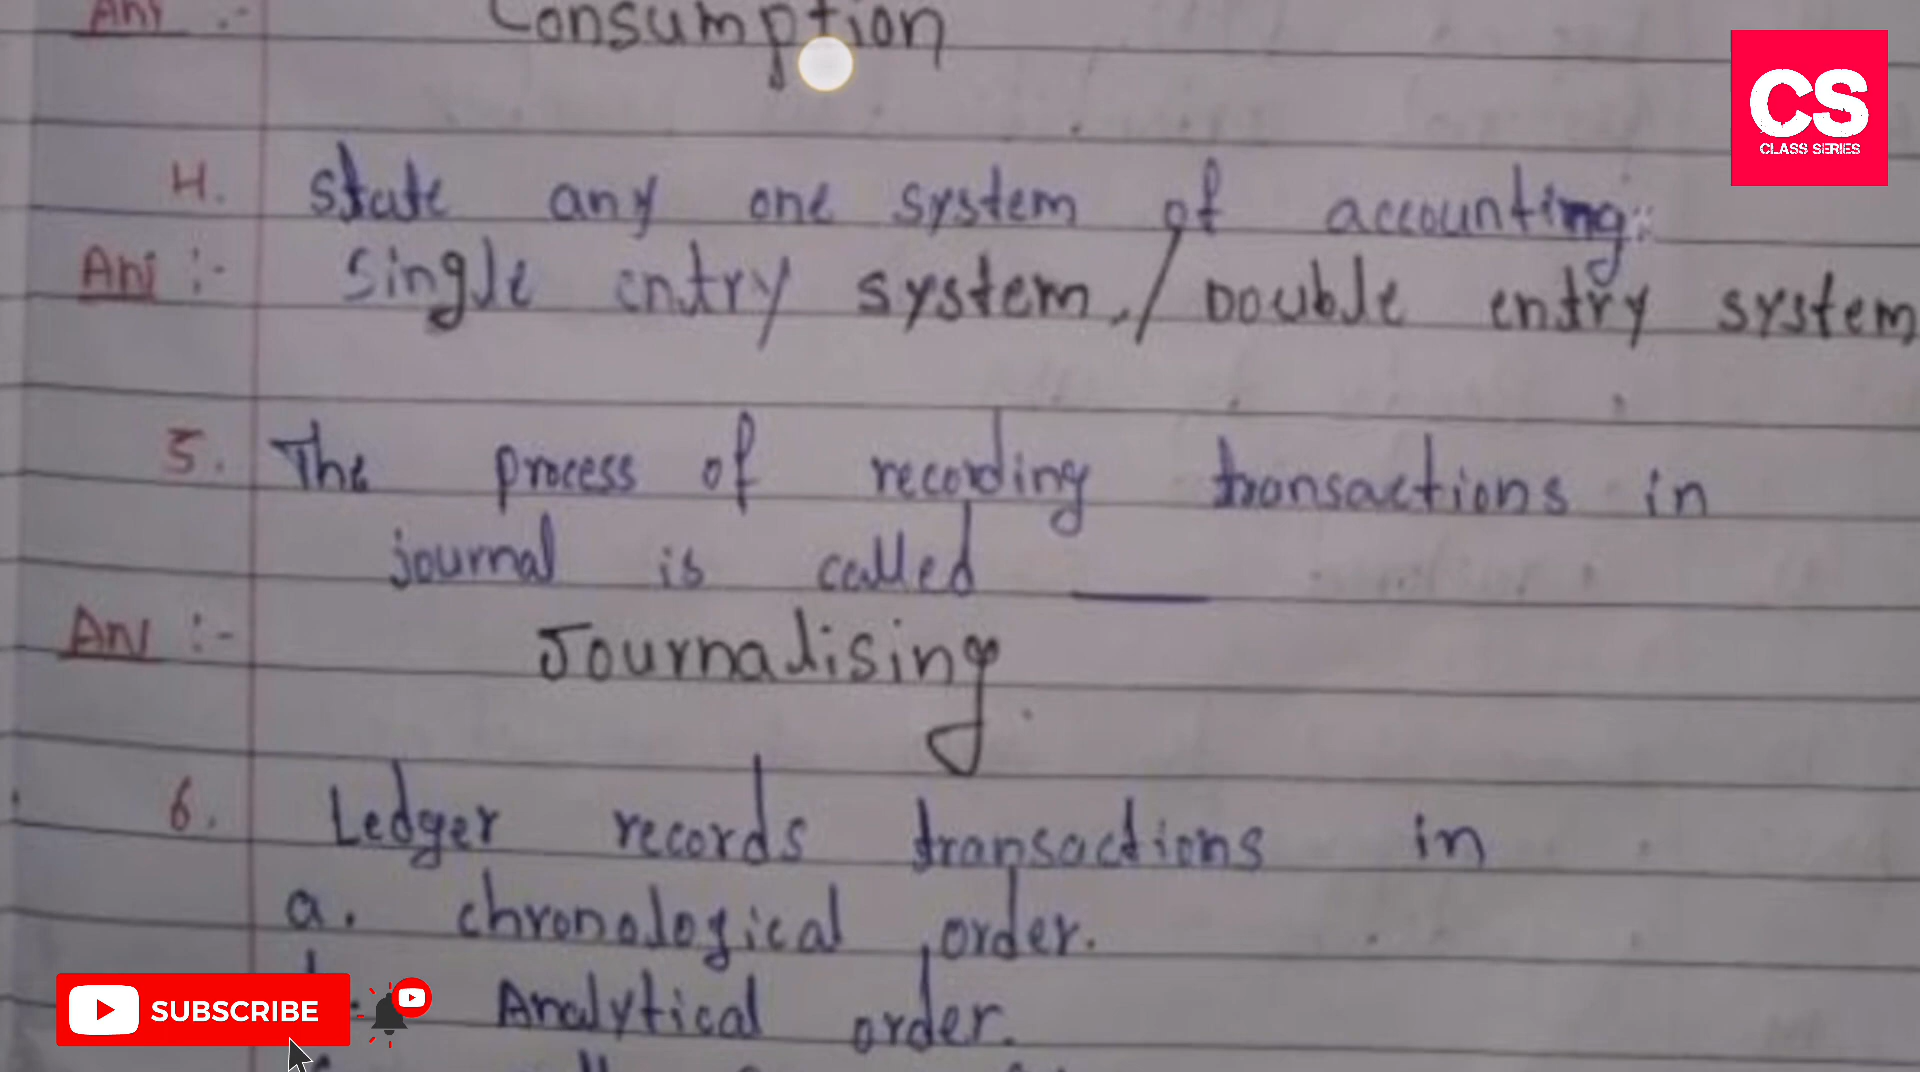 Ans :- Consumption
CS
CLASS SERIES
4. State any one system of accounting.
Ans :- Single entry system. / Double entry system
5. The process of recording transactions in
journal is called ____
Ans :- Journalising.
6. Ledger records transactions in
a. chronological order.
Analytical order.
SUBSCRIBE